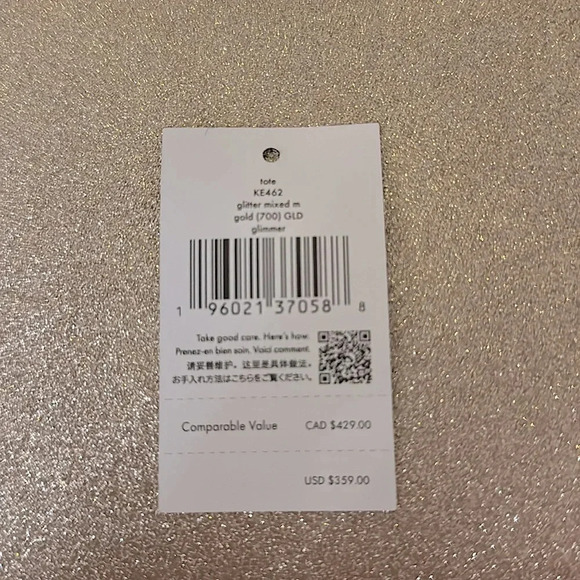 tote
KE462
glitter mixed m
gold (700) GLD
glimmer
1 96021 37058 8
Take good care. Here's how.
Prenez-en bien soin. Voici comment.
请妥善维护。这里是具体做法。
お手入れ方法はこちらをご覧ください。
Comparable Value CAD $429.00
USD $359.00